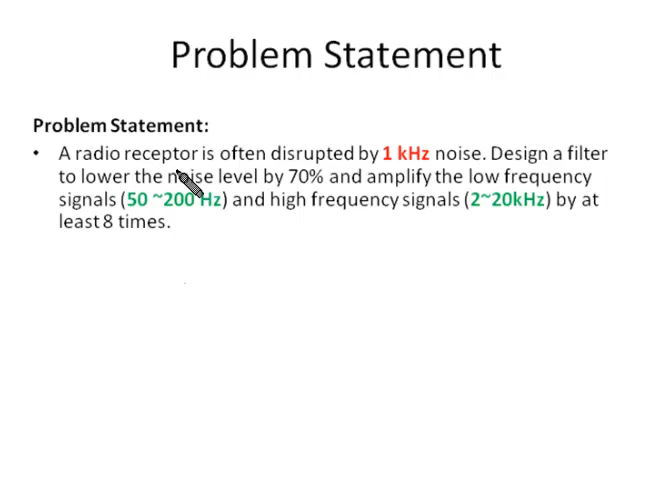 Problem Statement
Problem Statement:
• A radio receptor is often disrupted by 1 kHz noise. Design a filter
to lower the noise level by 70% and amplify the low frequency
signals (50 ~200 Hz) and high frequency signals (2~20kHz) by at
least 8 times.